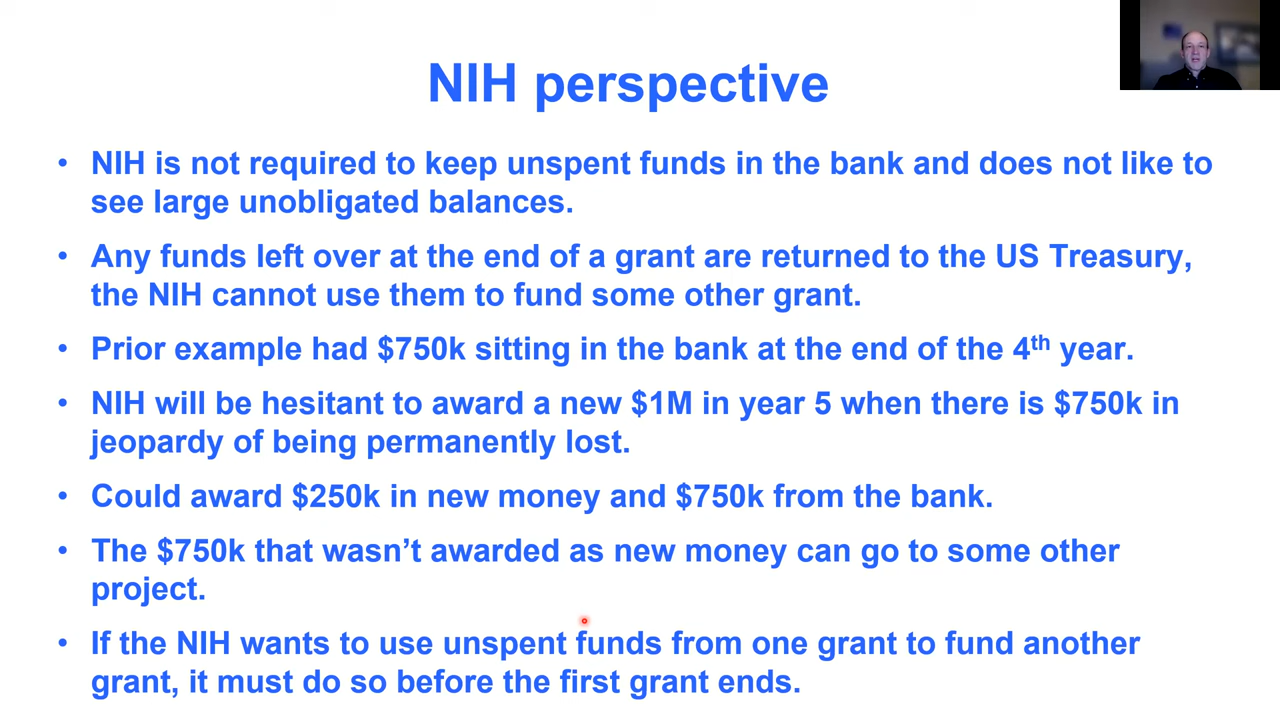 NIH perspective
• NIH is not required to keep unspent funds in the bank and does not like to
see large unobligated balances.
• Any funds left over at the end of a grant are returned to the US Treasury,
the NIH cannot use them to fund some other grant.
• Prior example had $750k sitting in the bank at the end of the 4th year.
• NIH will be hesitant to award a new $1M in year 5 when there is $750k in
jeopardy of being permanently lost.
• Could award $250k in new money and $750k from the bank.
• The $750k that wasn’t awarded as new money can go to some other
project.
• If the NIH wants to use unspent funds from one grant to fund another
grant, it must do so before the first grant ends.